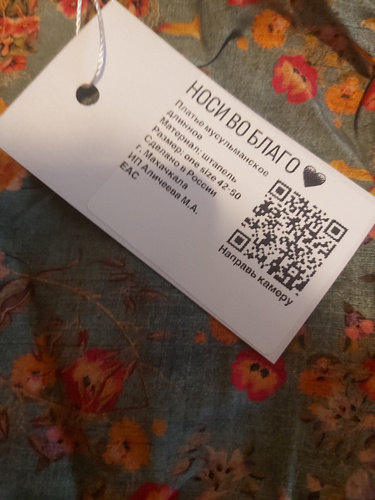 НОСИ ВО БЛАГО
Платье мусульманское
длинное
Материал: штапель
Размер: one size 42-50
Сделано в России
г. Махачкала
ИП Аличеева М.А.
EAC
Направь камеру